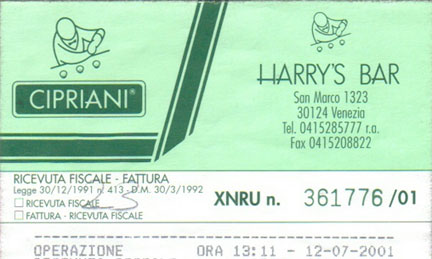 CIPRIANI®
HARRY'S BAR
San Marco 1323
30124 Venezia
Tel. 0415285777 r.a.
Fax 0415208822
RICEVUTA FISCALE - FATTURA
Legge 30/12/1991 n. 413 - D.M. 30/3/1992
RICEVUTA FISCALE
FATTURA - RICEVUTA FISCALE
XNRU n. 361776 /01
OPERAZIONE ORA 13:11 - 12-07-2001